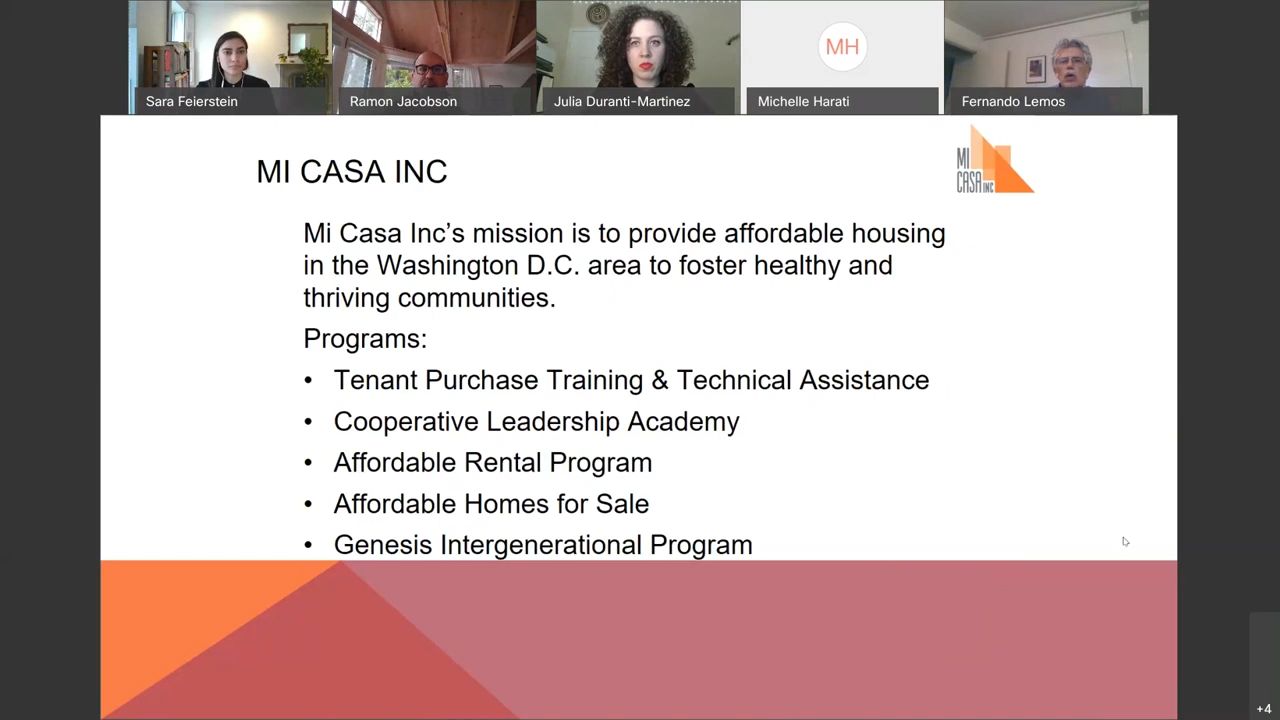 MH
Sara Feierstein
Ramon Jacobson
Julia Duranti-Martinez
Michelle Harati
Fernando Lemos
MI CASA INC
MI
CASA INC
Mi Casa Inc’s mission is to provide affordable housing
in the Washington D.C. area to foster healthy and
thriving communities.
Programs:
• Tenant Purchase Training & Technical Assistance
• Cooperative Leadership Academy
• Affordable Rental Program
• Affordable Homes for Sale
• Genesis Intergenerational Program
+4